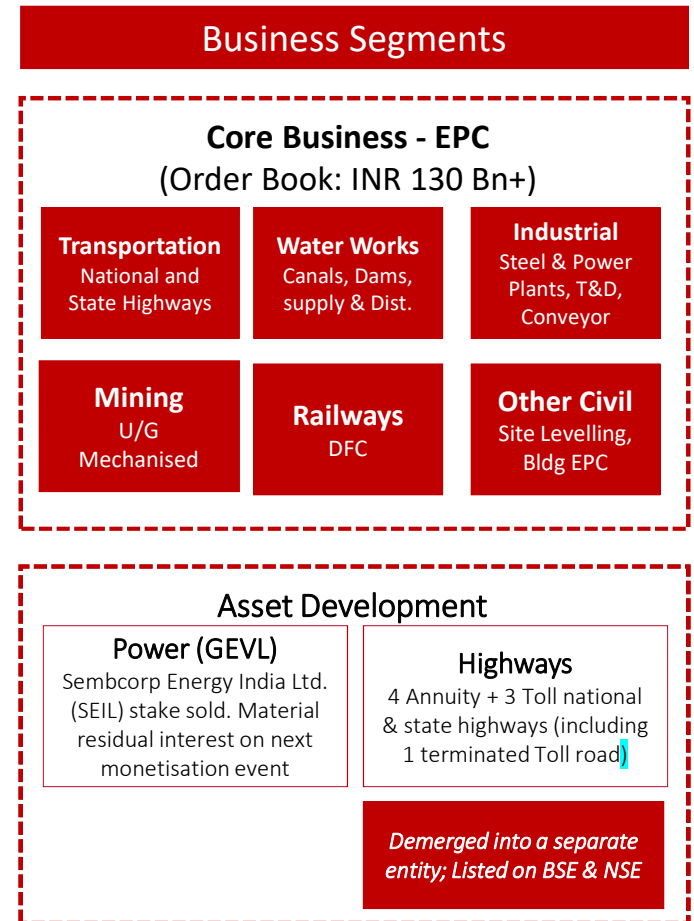 Business Segments
Core Business - EPC
(Order Book: INR 130 Bn+)
Transportation
National and
State Highways
Water Works
Canals, Dams,
supply & Dist.
Industrial
Steel & Power
Plants, T&D,
Conveyor
Mining
U/G
Mechanised
Railways
DFC
Other Civil
Site Levelling,
Bldg EPC
Asset Development
Power (GEVL)
Sembcorp Energy India Ltd.
(SEIL) stake sold. Material
residual interest on next
monetisation event
Highways
4 Annuity + 3 Toll national
& state highways (including
1 terminated Toll road)
Demerged into a separate
entity; Listed on BSE & NSE